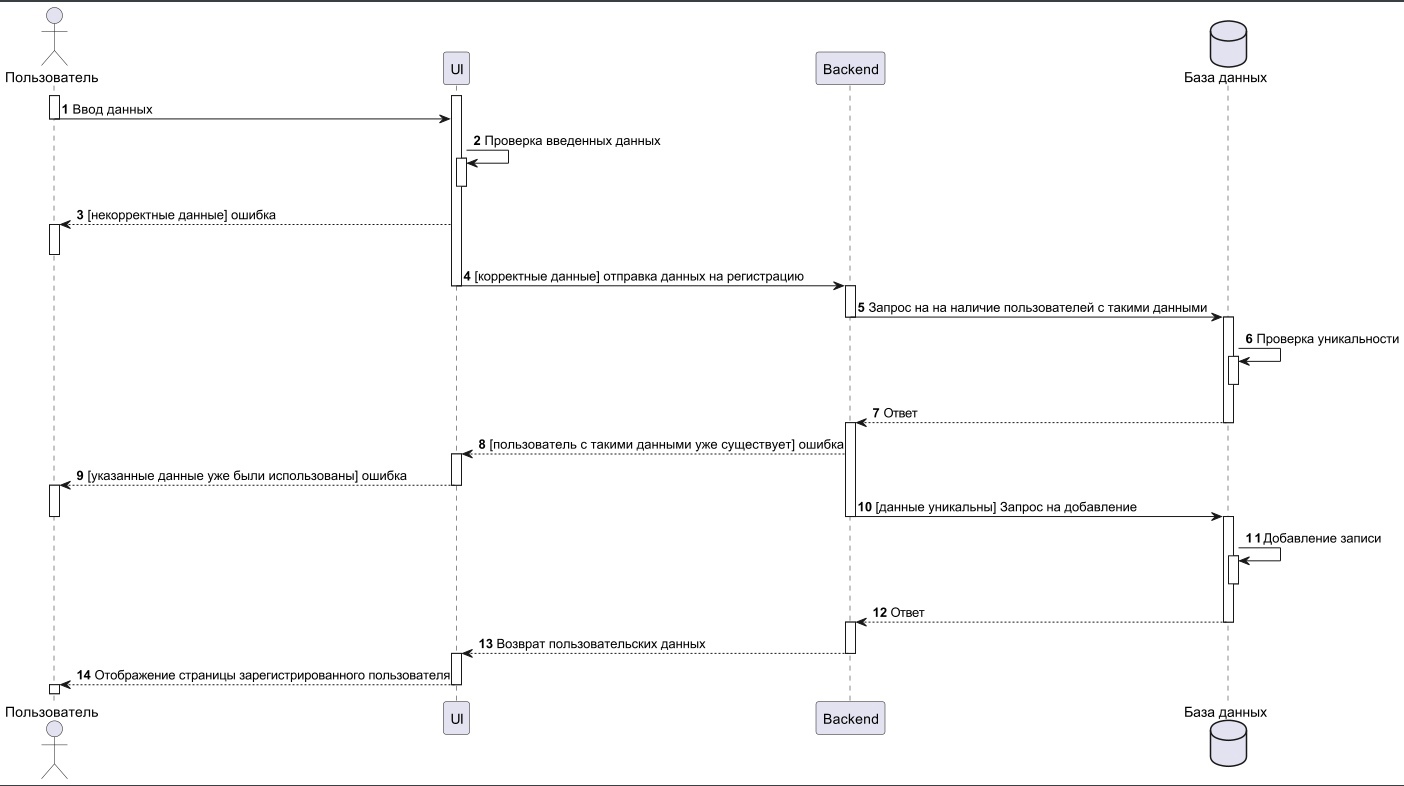 Пользователь
UI
Backend
База данных
1 Ввод данных
2 Проверка введенных данных
3 [некорректные данные] ошибка
4 [корректные данные] отправка данных на регистрацию
5 Запрос на на наличие пользователей с такими данными
6 Проверка уникальности
7 Ответ
8 [пользователь с такими данными уже существует] ошибка
9 [указанные данные уже были использованы] ошибка
10 [данные уникальны] Запрос на добавление
11 Добавление записи
12 Ответ
13 Возврат пользовательских данных
14 Отображение страницы зарегистрированного пользователя
Пользователь
UI
Backend
База данных